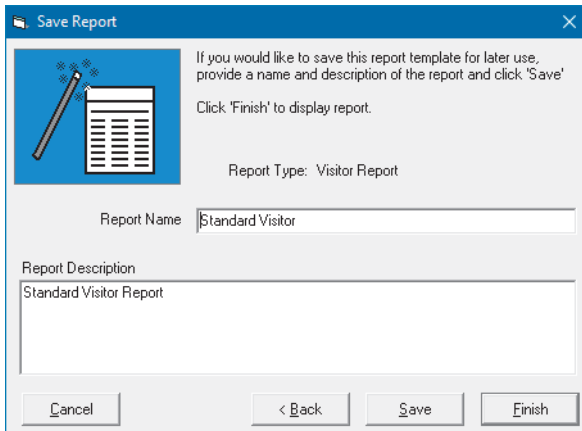 Save Report
If you would like to save this report template for later use,
provide a name and description of the report and click 'Save'
Click 'Finish' to display report.
Report Type: Visitor Report
Report Name Standard Visitor
Report Description
Standard Visitor Report
Cancel < Back Save Finish